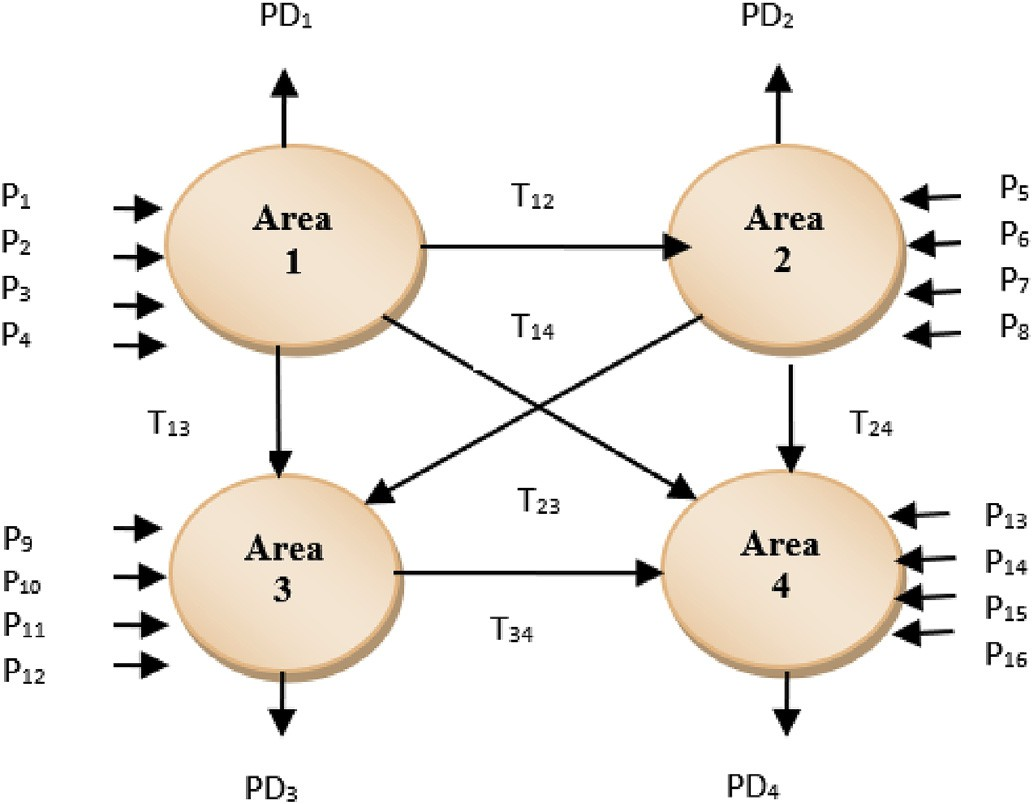 PD₁
PD₂
P₁
P₂
P₃
P₄
Area
1
T₁₂
Area
2
P₅
P₆
P₇
P₈
T₁₄
T₁₃
T₂₄
T₂₃
P₉
P₁₀
P₁₁
P₁₂
Area
3
T₃₄
Area
4
P₁₃
P₁₄
P₁₅
P₁₆
PD₃
PD₄